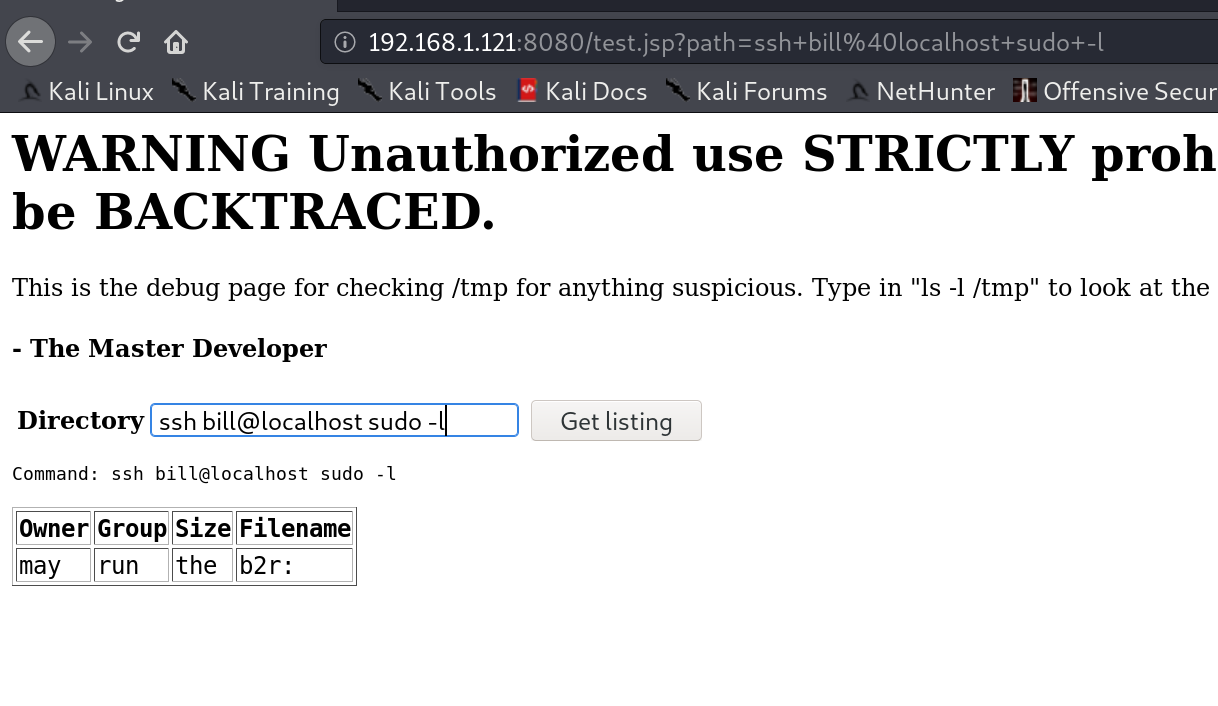 192.168.1.121:8080/test.jsp?path=ssh+bill%40localhost+sudo+-l
Kali Linux Kali Training Kali Tools Kali Docs Kali Forums NetHunter Offensive Secur
WARNING Unauthorized use STRICTLY proh
be BACKTRACED.
This is the debug page for checking /tmp for anything suspicious. Type in "ls -l /tmp" to look at the
- The Master Developer
Directory ssh bill@localhost sudo -l Get listing
Command: ssh bill@localhost sudo -l
Owner Group Size Filename
may run the b2r: